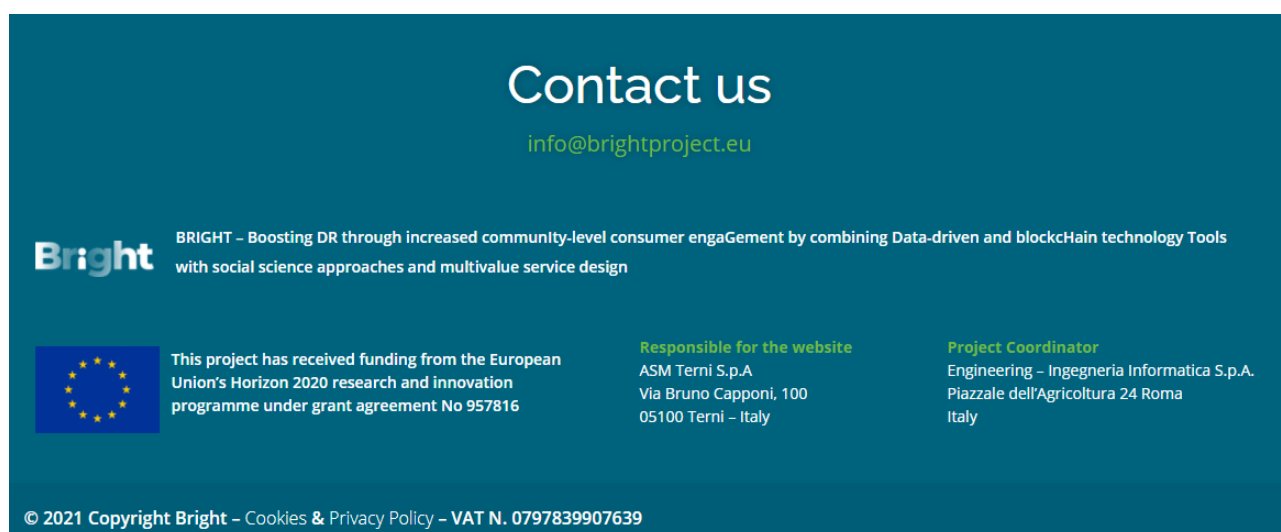 Contact us
info@brightproject.eu
Bright
BRIGHT – Boosting DR through increased communIty-level consumer engaGement by combining Data-driven and blockcHain technology Tools
with social science approaches and multivalue service design
This project has received funding from the European
Union's Horizon 2020 research and innovation
programme under grant agreement No 957816
Responsible for the website
ASM Terni S.p.A
Via Bruno Capponi, 100
05100 Terni – Italy
Project Coordinator
Engineering – Ingegneria Informatica S.p.A.
Piazzale dell'Agricoltura 24 Roma
Italy
© 2021 Copyright Bright – Cookies & Privacy Policy – VAT N. 0797839907639